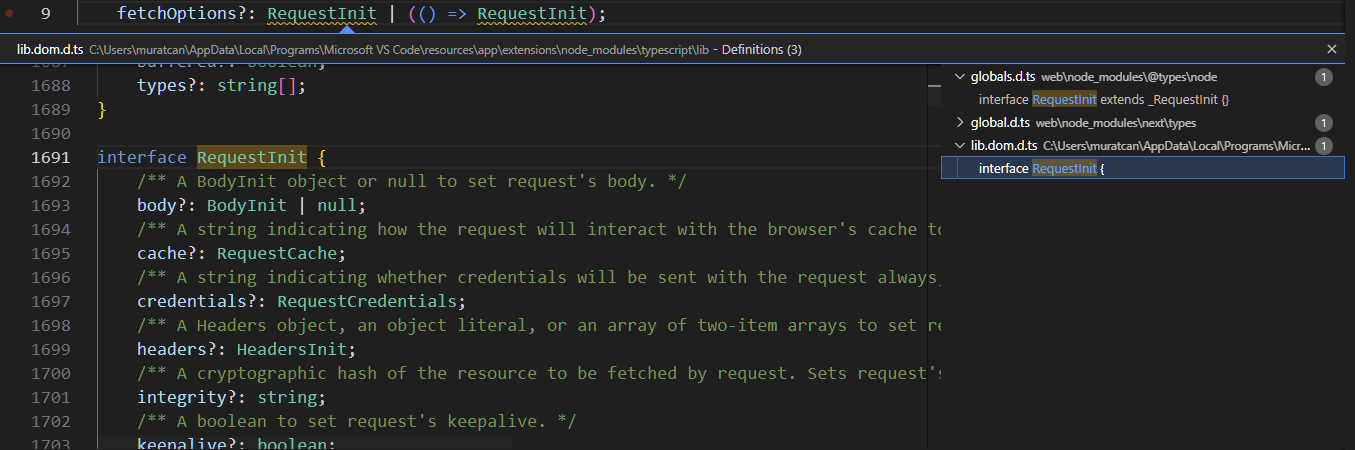 9 fetchOptions?: RequestInit | (() => RequestInit);
lib.dom.d.ts C:\Users\muratcan\AppData\Local\Programs\Microsoft VS Code\resources\app\extensions\node_modules\typescript\lib - Definitions (3)
1687 buffered?: boolean;
1688 types?: string[];
1689 }
1690
1691 interface RequestInit {
1692 /** A BodyInit object or null to set request's body. */
1693 body?: BodyInit | null;
1694 /** A string indicating how the request will interact with the browser's cache to
1695 cache?: RequestCache;
1696 /** A string indicating whether credentials will be sent with the request always,
1697 credentials?: RequestCredentials;
1698 /** A Headers object, an object literal, or an array of two-item arrays to set re
1699 headers?: HeadersInit;
1700 /** A cryptographic hash of the resource to be fetched by request. Sets request's
1701 integrity?: string;
1702 /** A boolean to set request's keepalive. */
1703 keepalive?: boolean;
globals.d.ts web\node_modules\@types\node 1
interface RequestInit extends _RequestInit {}
global.d.ts web\node_modules\next\types 1
lib.dom.d.ts C:\Users\muratcan\AppData\Local\Programs\Micr... 1
interface RequestInit {